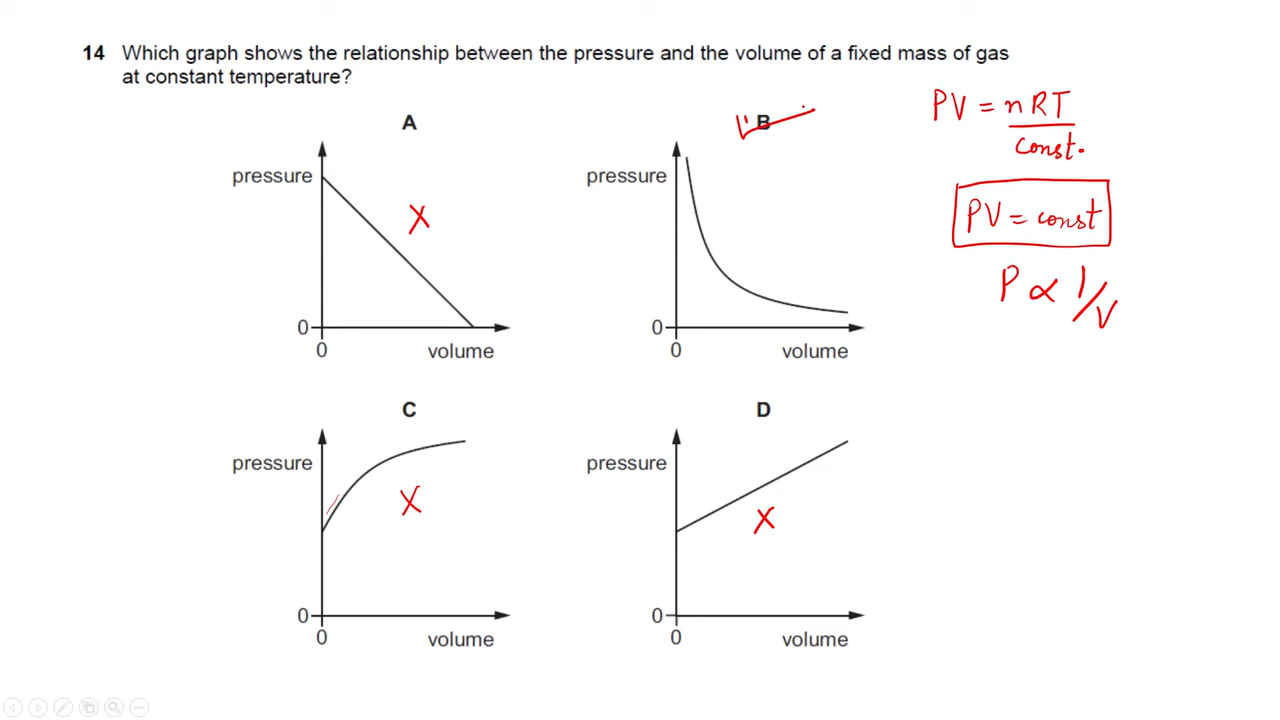 14 Which graph shows the relationship between the pressure and the volume of a fixed mass of gas
at constant temperature?
A
pressure
0
0
volume
X
B
pressure
0
0
volume
PV = nRT
const.
PV = const
P ∝ 1/V
C
pressure
0
0
volume
X
D
pressure
0
0
volume
X